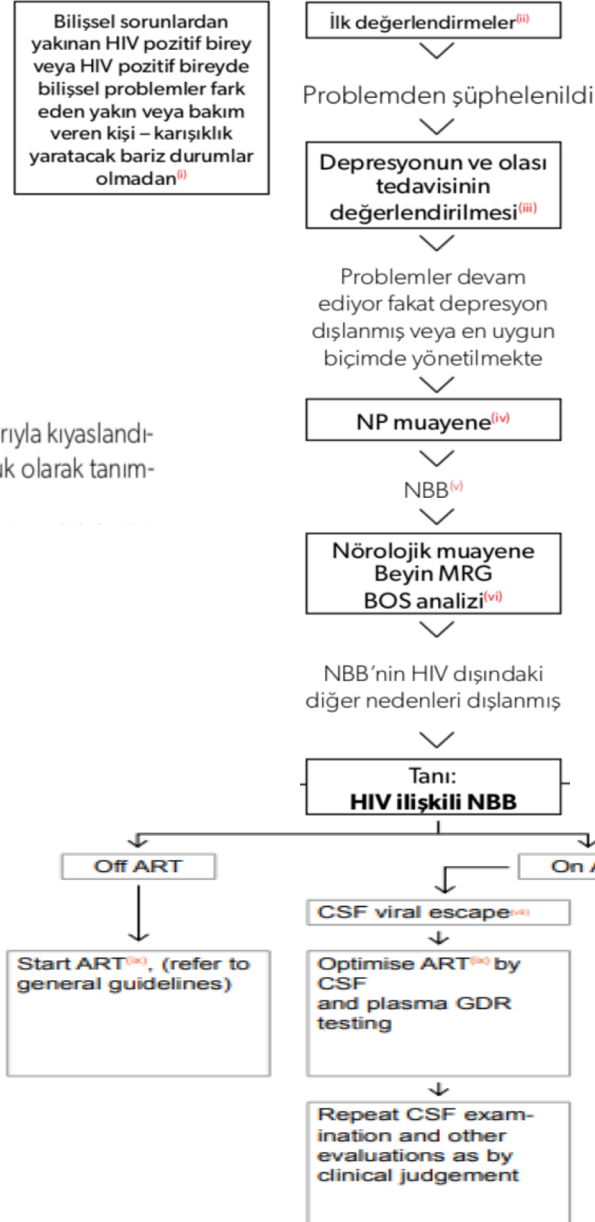 Bilişsel sorunlardan
yakınan HIV pozitif birey
veya HIV pozitif bireyde
bilişsel problemler fark
eden yakın veya bakım
veren kişi – karışıklık
yaratacak bariz durumlar
olmadan(i)
İlk değerlendirmeler(ii)
Problemden şüphelenildi
Depresyonun ve olası
tedavisinin
değerlendirilmesi(iii)
Problemler devam
ediyor fakat depresyon
dışlanmış veya en uygun
biçimde yönetilmekte
NP muayene(iv)
rıyla kıyaslandı-
uk olarak tanım-
NBB(v)
Nörolojik muayene
Beyin MRG
BOS analizi(vi)
NBB’nin HIV dışındaki
diğer nedenleri dışlanmış
Tanı:
HIV ilişkili NBB
Off ART
On A
CSF viral escape(vii)
Start ART(ix), (refer to
general guidelines)
Optimise ART(ix) by
CSF
and plasma GDR
testing
Repeat CSF exam-
ination and other
evaluations as by
clinical judgement